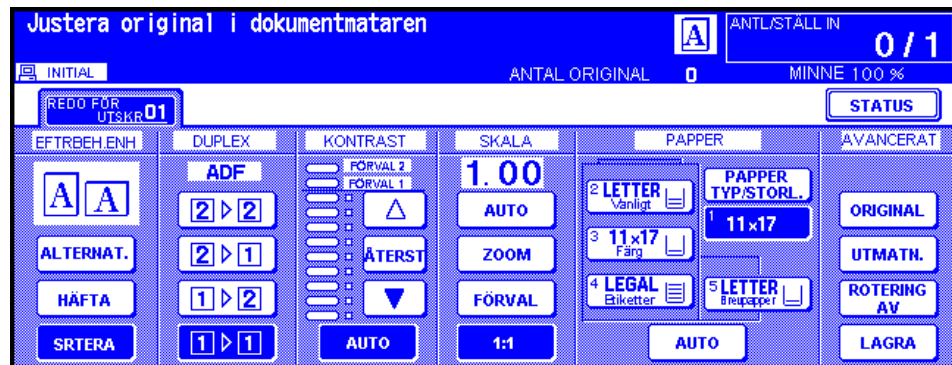 Justera original i dokumentmataren
A
ANTL/STÄLL IN
0 / 1
INITIAL
ANTAL ORIGINAL 0
MINNE 100 %
REDO FÖR
UTSKR 01
STATUS
EFTRBEH.ENH
DUPLEX
KONTRAST
SKALA
PAPPER
AVANCERAT
A A
ALTERNAT.
HÄFTA
SRTERA
ADF
2 ▷ 2
2 ▷ 1
1 ▷ 2
1 ▷ 1
FÖRVAL 2
FÖRVAL 1
△
ÅTERST
▼
AUTO
1.00
AUTO
ZOOM
FÖRVAL
1:1
2 LETTER
Vanligt
3 11x17
Färg
4 LEGAL
Etiketter
PAPPER
TYP/STORL.
1 11x17
5 LETTER
Breupapper
AUTO
ORIGINAL
UTMATN.
ROTERING
AV
LAGRA